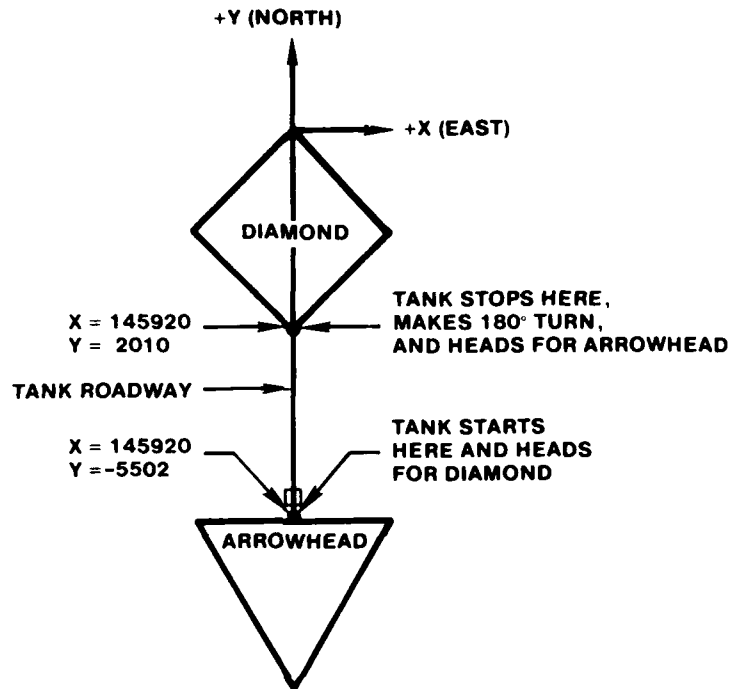 +Y (NORTH)
+X (EAST)
DIAMOND
X = 145920
Y = 2010
TANK STOPS HERE,
MAKES 180° TURN,
AND HEADS FOR ARROWHEAD
TANK ROADWAY
X = 145920
Y =-5502
TANK STARTS
HERE AND HEADS
FOR DIAMOND
ARROWHEAD